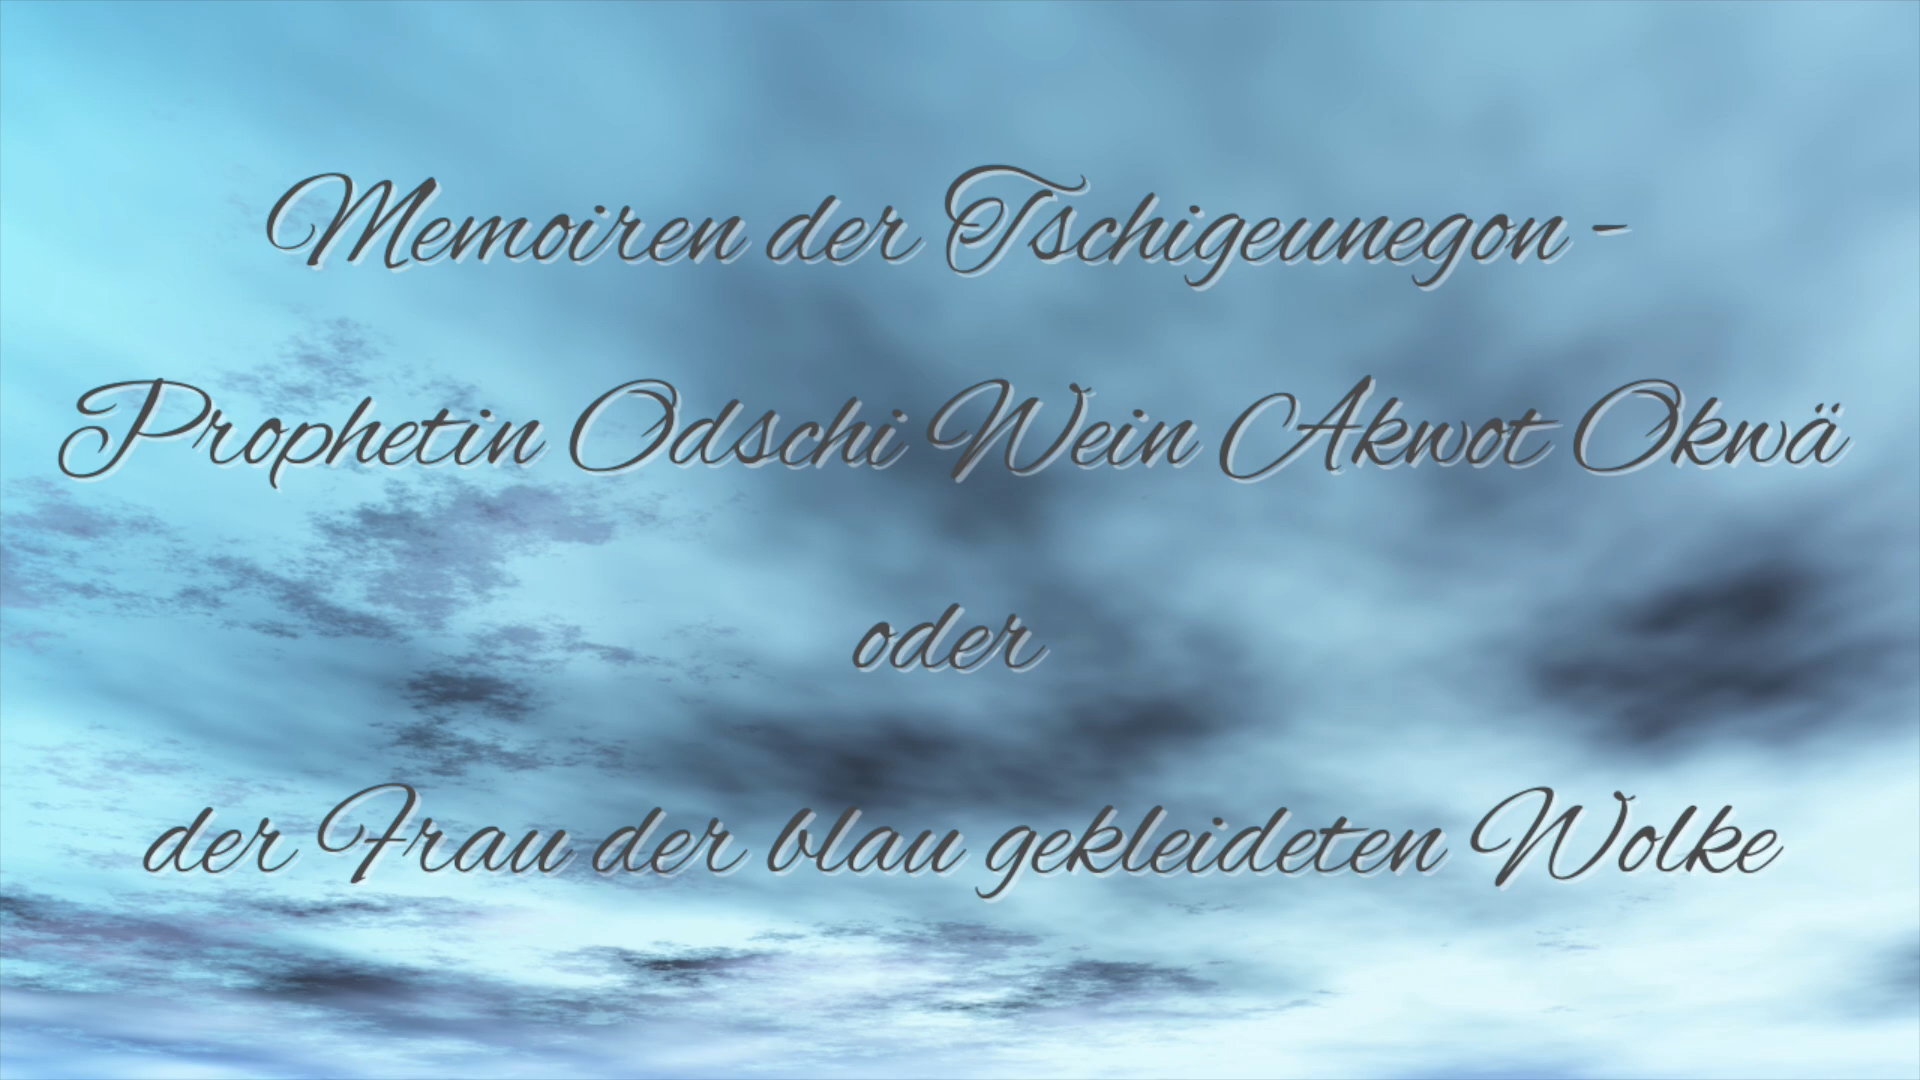 Memoiren der Tschigeunegon -
Prophetin Odschi Wein Akwot Okwä
oder
der Frau der blau gekleideten Wolke